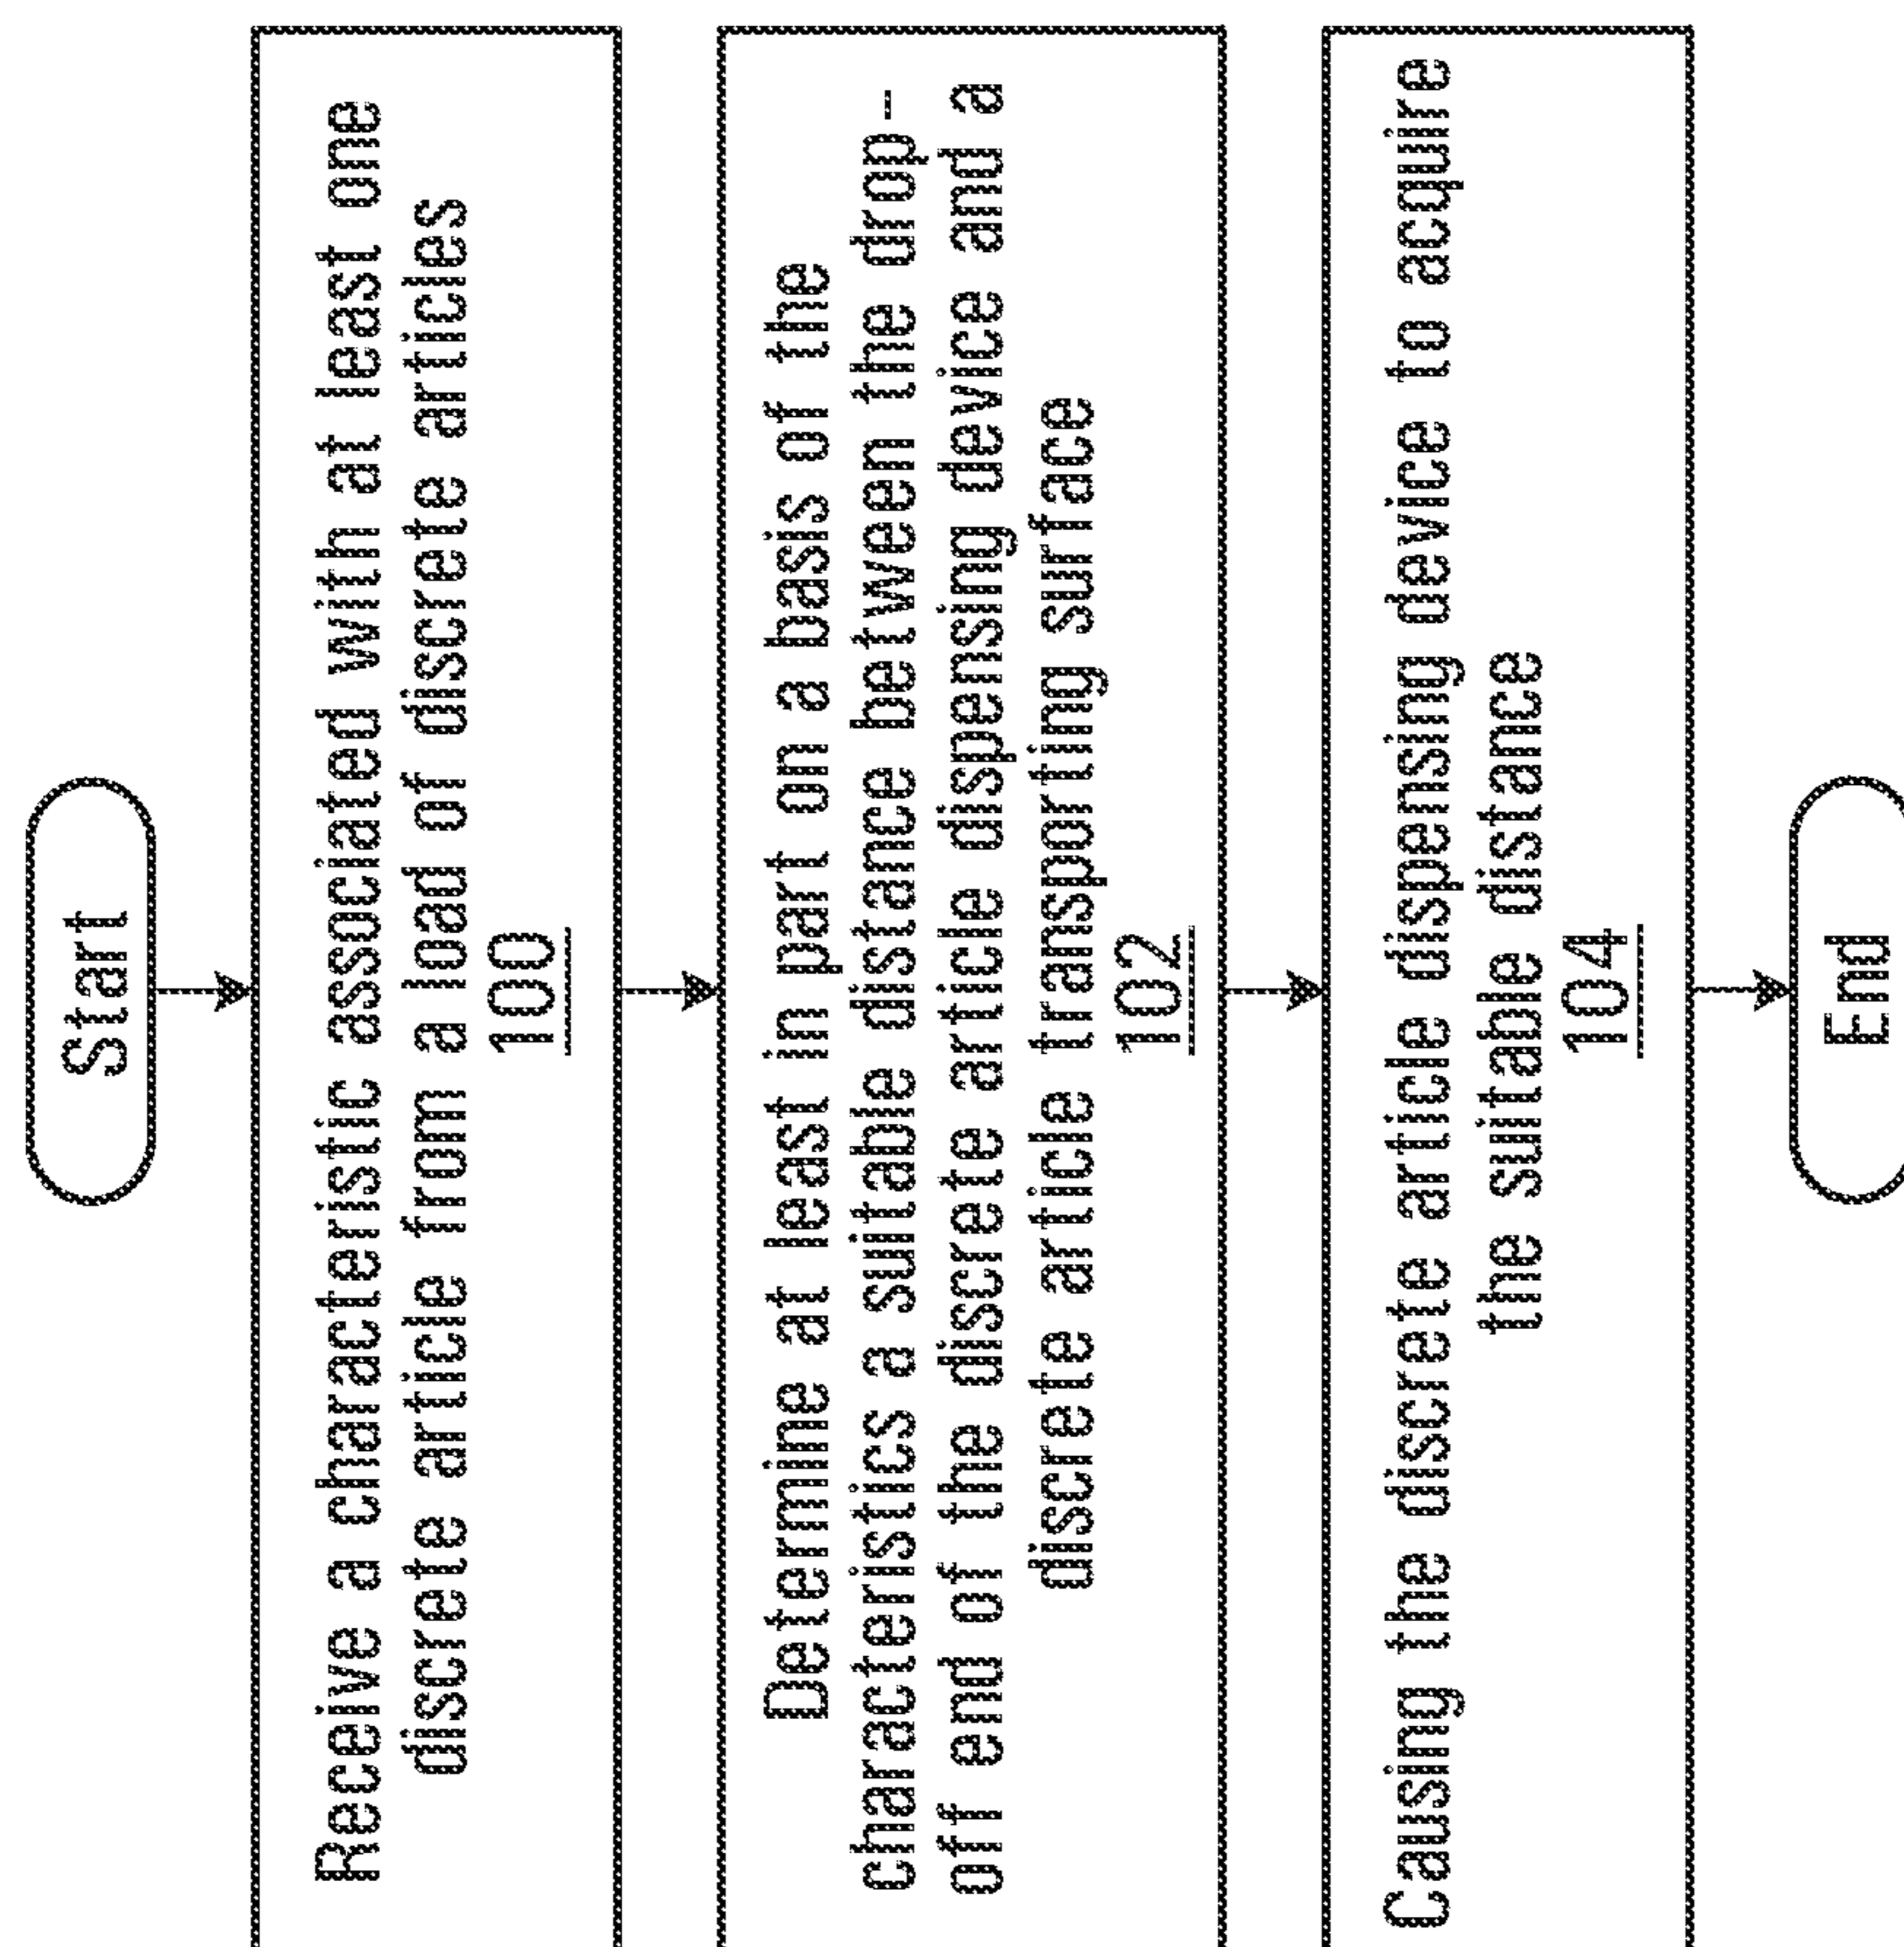 Start
Receive a characteristic associated with at least one
discrete article from a load of discrete articles
100
Determine at least in part on a basis of the
characteristics a suitable distance between the drop-
off end of the discrete article dispensing device and a
discrete article transporting surface
102
Causing the discrete article dispensing device to acquire
the suitable distance
104
End